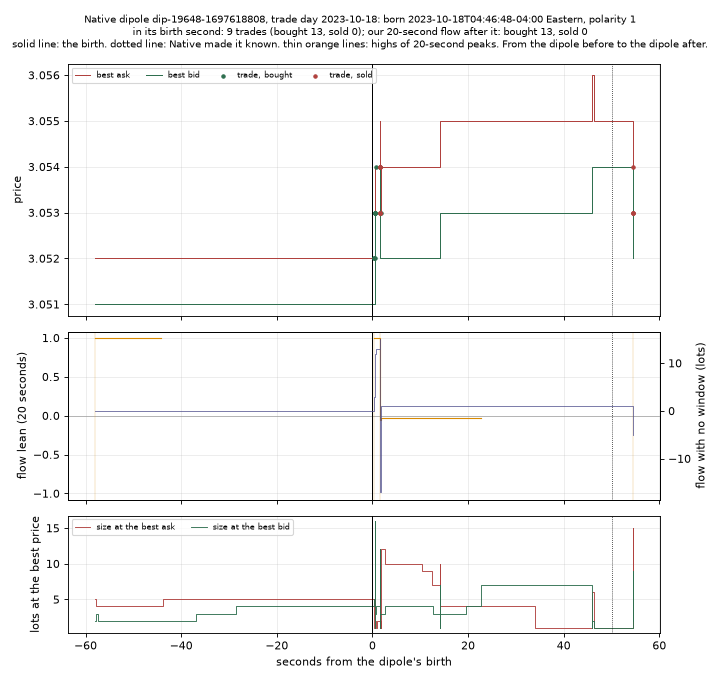 Native dipole dip-19648-1697618808, trade day 2023-10-18: born 2023-10-18T04:46:48-04:00 Eastern, polarity 1
in its birth second: 9 trades (bought 13, sold 0); our 20-second flow after it: bought 13, sold 0
solid line: the birth. dotted line: Native made it known. thin orange lines: highs of 20-second peaks. From the dipole before to the dipole after.
best ask best bid trade, bought trade, sold
3.056
3.055
3.054
3.053
3.052
3.051
price
1.0
0.5
0.0
−0.5
−1.0
flow lean (20 seconds)
10
0
−10
flow with no window (lots)
size at the best ask size at the best bid
15
10
5
lots at the best price
−60 −40 −20 0 20 40 60
seconds from the dipole's birth